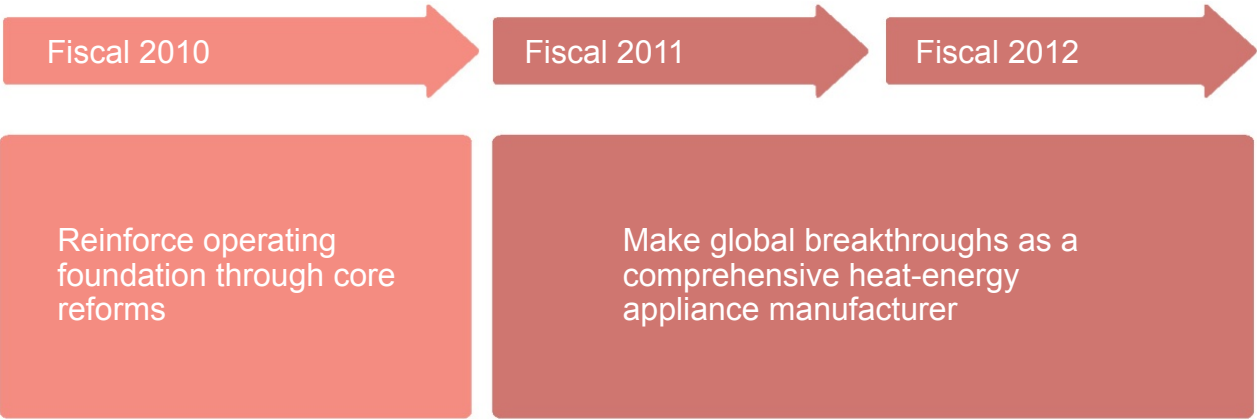 Fiscal 2010
Fiscal 2011
Fiscal 2012
Reinforce operating
foundation through core
reforms
Make global breakthroughs as a
comprehensive heat-energy
appliance manufacturer